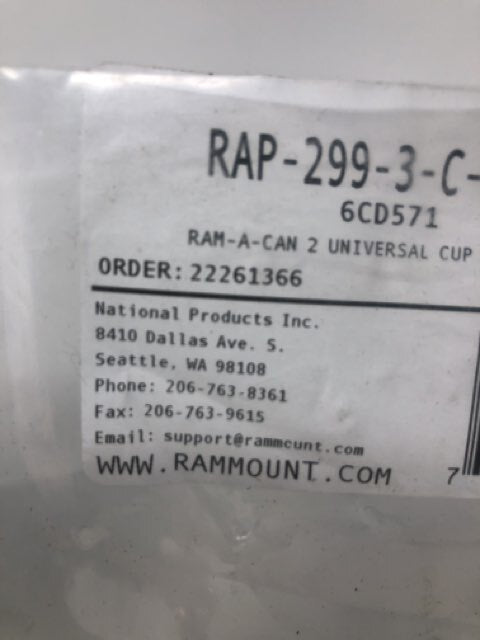 RAP-299-3-C-
6CD571
RAM-A-CAN 2 UNIVERSAL CUP
ORDER: 22261366
National Products Inc.
8410 Dallas Ave. S.
Seattle, WA 98108
Phone: 206-763-8361
Fax: 206-763-9615
Email: support@rammount.com
WWW.RAMMOUNT.COM
7